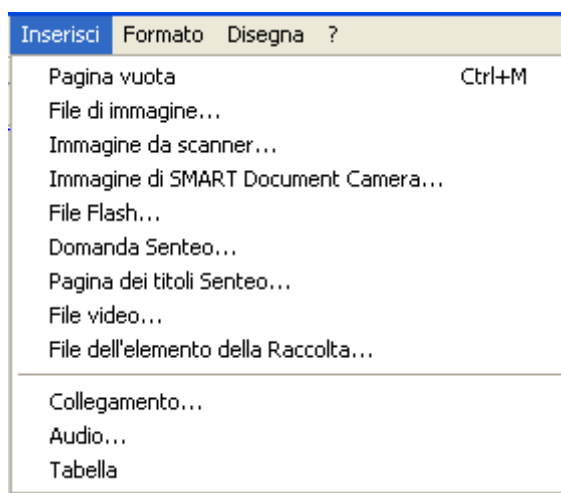 Inserisci Formato Disegna ?
Pagina vuota Ctrl+M
File di immagine...
Immagine da scanner...
Immagine di SMART Document Camera...
File Flash...
Domanda Senteo...
Pagina dei titoli Senteo...
File video...
File dell'elemento della Raccolta...
Collegamento...
Audio...
Tabella